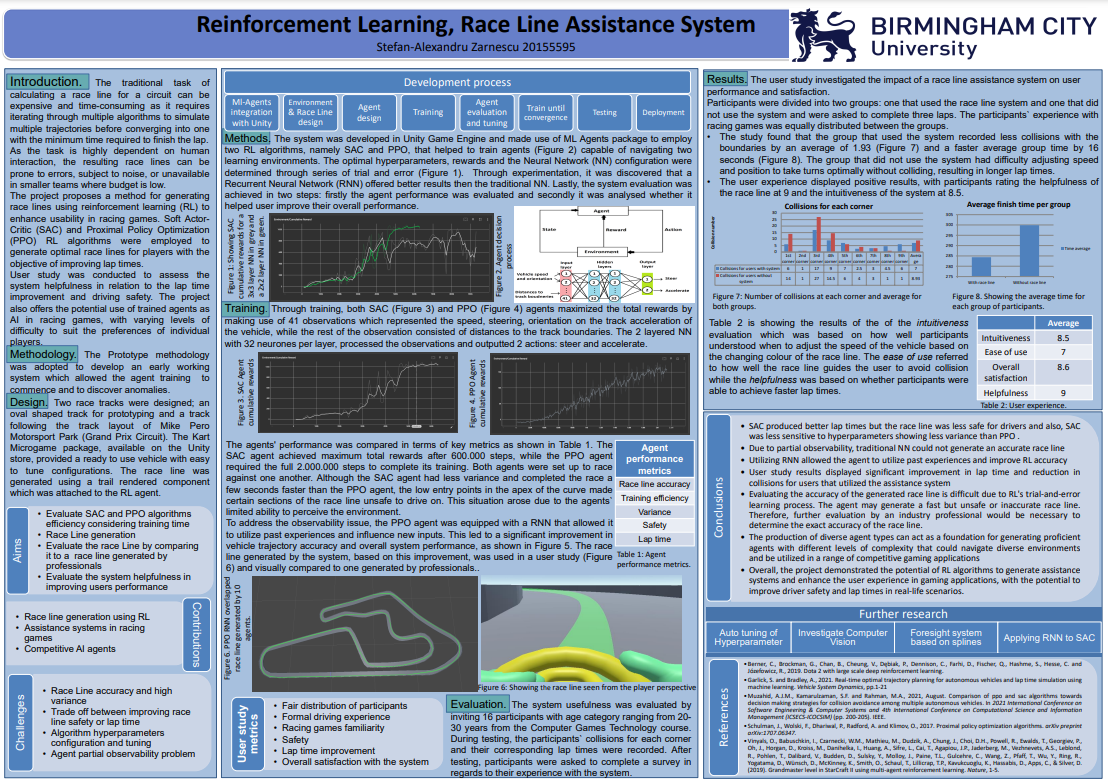 Reinforcement Learning, Race Line Assistance System
Stefan-Alexandru Zarnescu 20155595
BIRMINGHAM CITY
University
Introduction. The traditional task of
calculating a race line for a circuit can be
expensive and time-consuming as it requires
iterating through multiple algorithms to simulate
multiple trajectories before converging into one
with the minimum time required to finish the lap.
As the task is highly dependent on human
interaction, the resulting race lines can be
prone to errors, subject to noise, or unavailable
in smaller teams where budget is low.
The project proposes a method for generating
race lines using reinforcement learning (RL) to
enhance usability in racing games. Soft Actor-
Critic (SAC) and Proximal Policy Optimization
(PPO) RL algorithms were employed to
generate optimal race lines for players with the
objective of improving lap times.
User study was conducted to assess the
system helpfulness in relation to the lap time
improvement and driving safety. The project
also offers the potential use of trained agents as
AI in racing games, with varying levels of
difficulty to suit the preferences of individual
players.
Methodology. The Prototype methodology
was adopted to develop an early working
system which allowed the agent training to
commence and to discover anomalies.
Design. Two race tracks were designed; an
oval shaped track for prototyping and a track
following the track layout of Mike Pero
Motorsport Park (Grand Prix Circuit). The Kart
Microgame package, available on the Unity
store, provided a ready to use vehicle with easy
to tune configurations. The race line was
generated using a trail rendered component
which was attached to the RL agent.
Aims
• Evaluate SAC and PPO algorithms
efficiency considering training time
• Race Line generation
• Evaluate the race Line by comparing
it to a race line generated by
professionals
• Evaluate the system helpfulness in
improving users performance
• Race line generation using RL
• Assistance systems in racing
games
• Competitive AI agents
Contributions
Challenges
• Race Line accuracy and high
variance
• Trade off between improving race
line safety or lap time
• Algorithm hyperparameters
configuration and tuning
• Agent partial observability problem
Development process
Ml-Agents
integration
with Unity
Environment
& Race Line
design
Agent
design
Training
Agent
evaluation
and tuning
Train until
convergence
Testing
Deployment
Methods. The system was developed in Unity Game Engine and made use of ML Agents package to employ
two RL algorithms, namely SAC and PPO, that helped to train agents (Figure 2) capable of navigating two
learning environments. The optimal hyperparameters, rewards and the Neural Network (NN) configuration were
determined through series of trial and error (Figure 1). Through experimentation, it was discovered that a
Recurrent Neural Network (RNN) offered better results then the traditional NN. Lastly, the system evaluation was
achieved in two steps: firstly the agent performance was evaluated and secondly it was analysed whether it
helped user improve their overall performance.
Figure 1: Showing SAC
cumulative rewards for a
3x3 layer NN in grey and
a 2x2 layer NN in green.
Figure 2. Agent decision
process
Agent
State
Reward
Action
Environment
Input
layer
Hidden
layers
Output
layer
Vehicle speed
and orientation
Distances to
track boundaries
Steer
Accelerate
Training. Through training, both SAC (Figure 3) and PPO (Figure 4) agents maximized the total rewards by
making use of 41 observations which represented the speed, steering, orientation on the track acceleration of
the vehicle, while the rest of the observation consisted of distances to the track boundaries. The 2 layered NN
with 32 neurones per layer, processed the observations and outputted 2 actions: steer and accelerate.
Figure 3. SAC Agent
cumulative rewards
Figure 4. PPO Agent
cumulative rewards
The agents' performance was compared in terms of key metrics as shown in Table 1. The
SAC agent achieved maximum total rewards after 600.000 steps, while the PPO agent
required the full 2.000.000 steps to complete its training. Both agents were set up to race
against one another. Although the SAC agent had less variance and completed the race a
few seconds faster than the PPO agent, the low entry points in the apex of the curve made
certain sections of the race line unsafe to drive on. This situation arose due to the agents`
limited ability to perceive the environment.
To address the observability issue, the PPO agent was equipped with a RNN that allowed it
to utilize past experiences and influence new inputs. This led to a significant improvement in
vehicle trajectory accuracy and overall system performance, as shown in Figure 5. The race
line generated by the system, based on this improvement, was used in a user study (Figure
6) and visually compared to one generated by professionals..
Agent
performance
metrics
Race line accuracy
Training efficiency
Variance
Safety
Lap time
Table 1: Agent
performance metrics.
Figure 6. PPO RNN overlapped
race line generated by 10
agents.
Figure 6: Showing the race line seen from the player perspective
User study
metrics
• Fair distribution of participants
• Formal driving experience
• Racing games familiarity
• Safety
• Lap time improvement
• Overall satisfaction with the system
Evaluation. The system usefulness was evaluated by
inviting 16 participants with age category ranging from 20-
30 years from the Computer Games Technology course.
During testing, the participants` collisions for each corner
and their corresponding lap times were recorded. After
testing, participants were asked to complete a survey in
regards to their experience with the system.
Results. The user study investigated the impact of a race line assistance system on user
performance and satisfaction.
Participants were divided into two groups: one that used the race line system and one that did
not use the system and were asked to complete three laps. The participants` experience with
racing games was equally distributed between the groups.
• The study found that the group that used the system recorded less collisions with the
boundaries by an average of 1.93 (Figure 7) and a faster average group time by 16
seconds (Figure 8). The group that did not use the system had difficulty adjusting speed
and position to take turns optimally without colliding, resulting in longer lap times.
• The user experience displayed positive results, with participants rating the helpfulness of
the race line at 9 and the intuitiveness of the system at 8.5.
Collisions for each corner
Average finish time per group
305
300
295
290
285
280
275
With race line
Without race line
Time average
Figure 7: Number of collisions at each corner and average for
both groups.
Figure 8. Showing the average time for
each group of participants.
Table 2 is showing the results of the of the intuitiveness
evaluation which was based on how well participants
understood when to adjust the speed of the vehicle based
on the changing colour of the race line. The ease of use referred
to how well the race line guides the user to avoid collision
while the helpfulness was based on whether participants were
able to achieve faster lap times.
Average
Intuitiveness 8.5
Ease of use 7
Overall satisfaction 8.6
Helpfulness 9
Table 2: User experience.
Conclusions
• SAC produced better lap times but the race line was less safe for drivers and also, SAC
was less sensitive to hyperparameters showing less variance than PPO .
• Due to partial observability, traditional NN could not generate an accurate race line
• Utilizing RNN allowed the agent to utilize past experiences and improve RL accuracy
• User study results displayed significant improvement in lap time and reduction in
collisions for users that utilized the assistance system
• Evaluating the accuracy of the generated race line is difficult due to RL's trial-and-error
learning process. The agent may generate a fast but unsafe or inaccurate race line.
Therefore, further evaluation by an industry professional would be necessary to
determine the exact accuracy of the race line.
• The production of diverse agent types can act as a foundation for generating proficient
agents with different levels of complexity that could navigate diverse environments
and be utilized in a range of competitive gaming applications
• Overall, the project demonstrated the potential of RL algorithms to generate assistance
systems and enhance the user experience in gaming applications, with the potential to
improve driver safety and lap times in real-life scenarios.
Further research
Auto tuning of
Hyperparameter
Investigate Computer
Vision
Foresight system
based on splines
Applying RNN to SAC
References
• Berner, C., Brockman, G., Chan, B., Cheung, V., Dębiak, P., Dennison, C., Farhi, D., Fischer, Q., Hashme, S., Hesse, C. and
Józefowicz, R., 2019. Dota 2 with large scale deep reinforcement learning.
• Garlick, S. and Bradley, A., 2021. Real-time optimal trajectory planning for autonomous vehicles and lap time simulation using
machine learning. Vehicle System Dynamics, pp.1-21
• Muzahid, A.J.M., Kamarulzaman, S.F. and Rahman, M.A., 2021, August. Comparison of ppo and sac algorithms towards
decision making strategies for collision avoidance among multiple autonomous vehicles. In 2021 International Conference on
Software Engineering & Computer Systems and 4th International Conference on Computational Science and Information
Management (ICSECS-ICOCSIM) (pp. 200-205). IEEE.
• Schulman, J., Wolski, F., Dhariwal, P., Radford, A. and Klimov, O., 2017. Proximal policy optimization algorithms. arXiv preprint
arXiv:1707.06347.
• Vinyals, O., Babuschkin, I., Czarnecki, W.M., Mathieu, M., Dudzik, A., Chung, J., Choi, D.H., Powell, R., Ewalds, T., Georgiev, P.,
Oh, J., Horgan, D., Kroiss, M., Danihelka, I., Huang, A., Sifre, L., Cai, T., Agapiou, J.P., Jaderberg, M., Vezhnevets, A.S., Leblond,
R., Pohlen, T., Dalibard, V., Budden, D., Sulsky, Y., Molloy, J., Paine, T.L., Gulcehre, C., Wang, Z., Pfaff, T., Wu, Y., Ring, R.,
Yogatama, D., Wünsch, D., McKinney, K., Smith, O., Schaul, T., Lillicrap, T.P., Kavukcuoglu, K., Hassabis, D., Apps, C., & Silver, D.
(2019). Grandmaster level in StarCraft II using multi-agent reinforcement learning. Nature, 1-5.